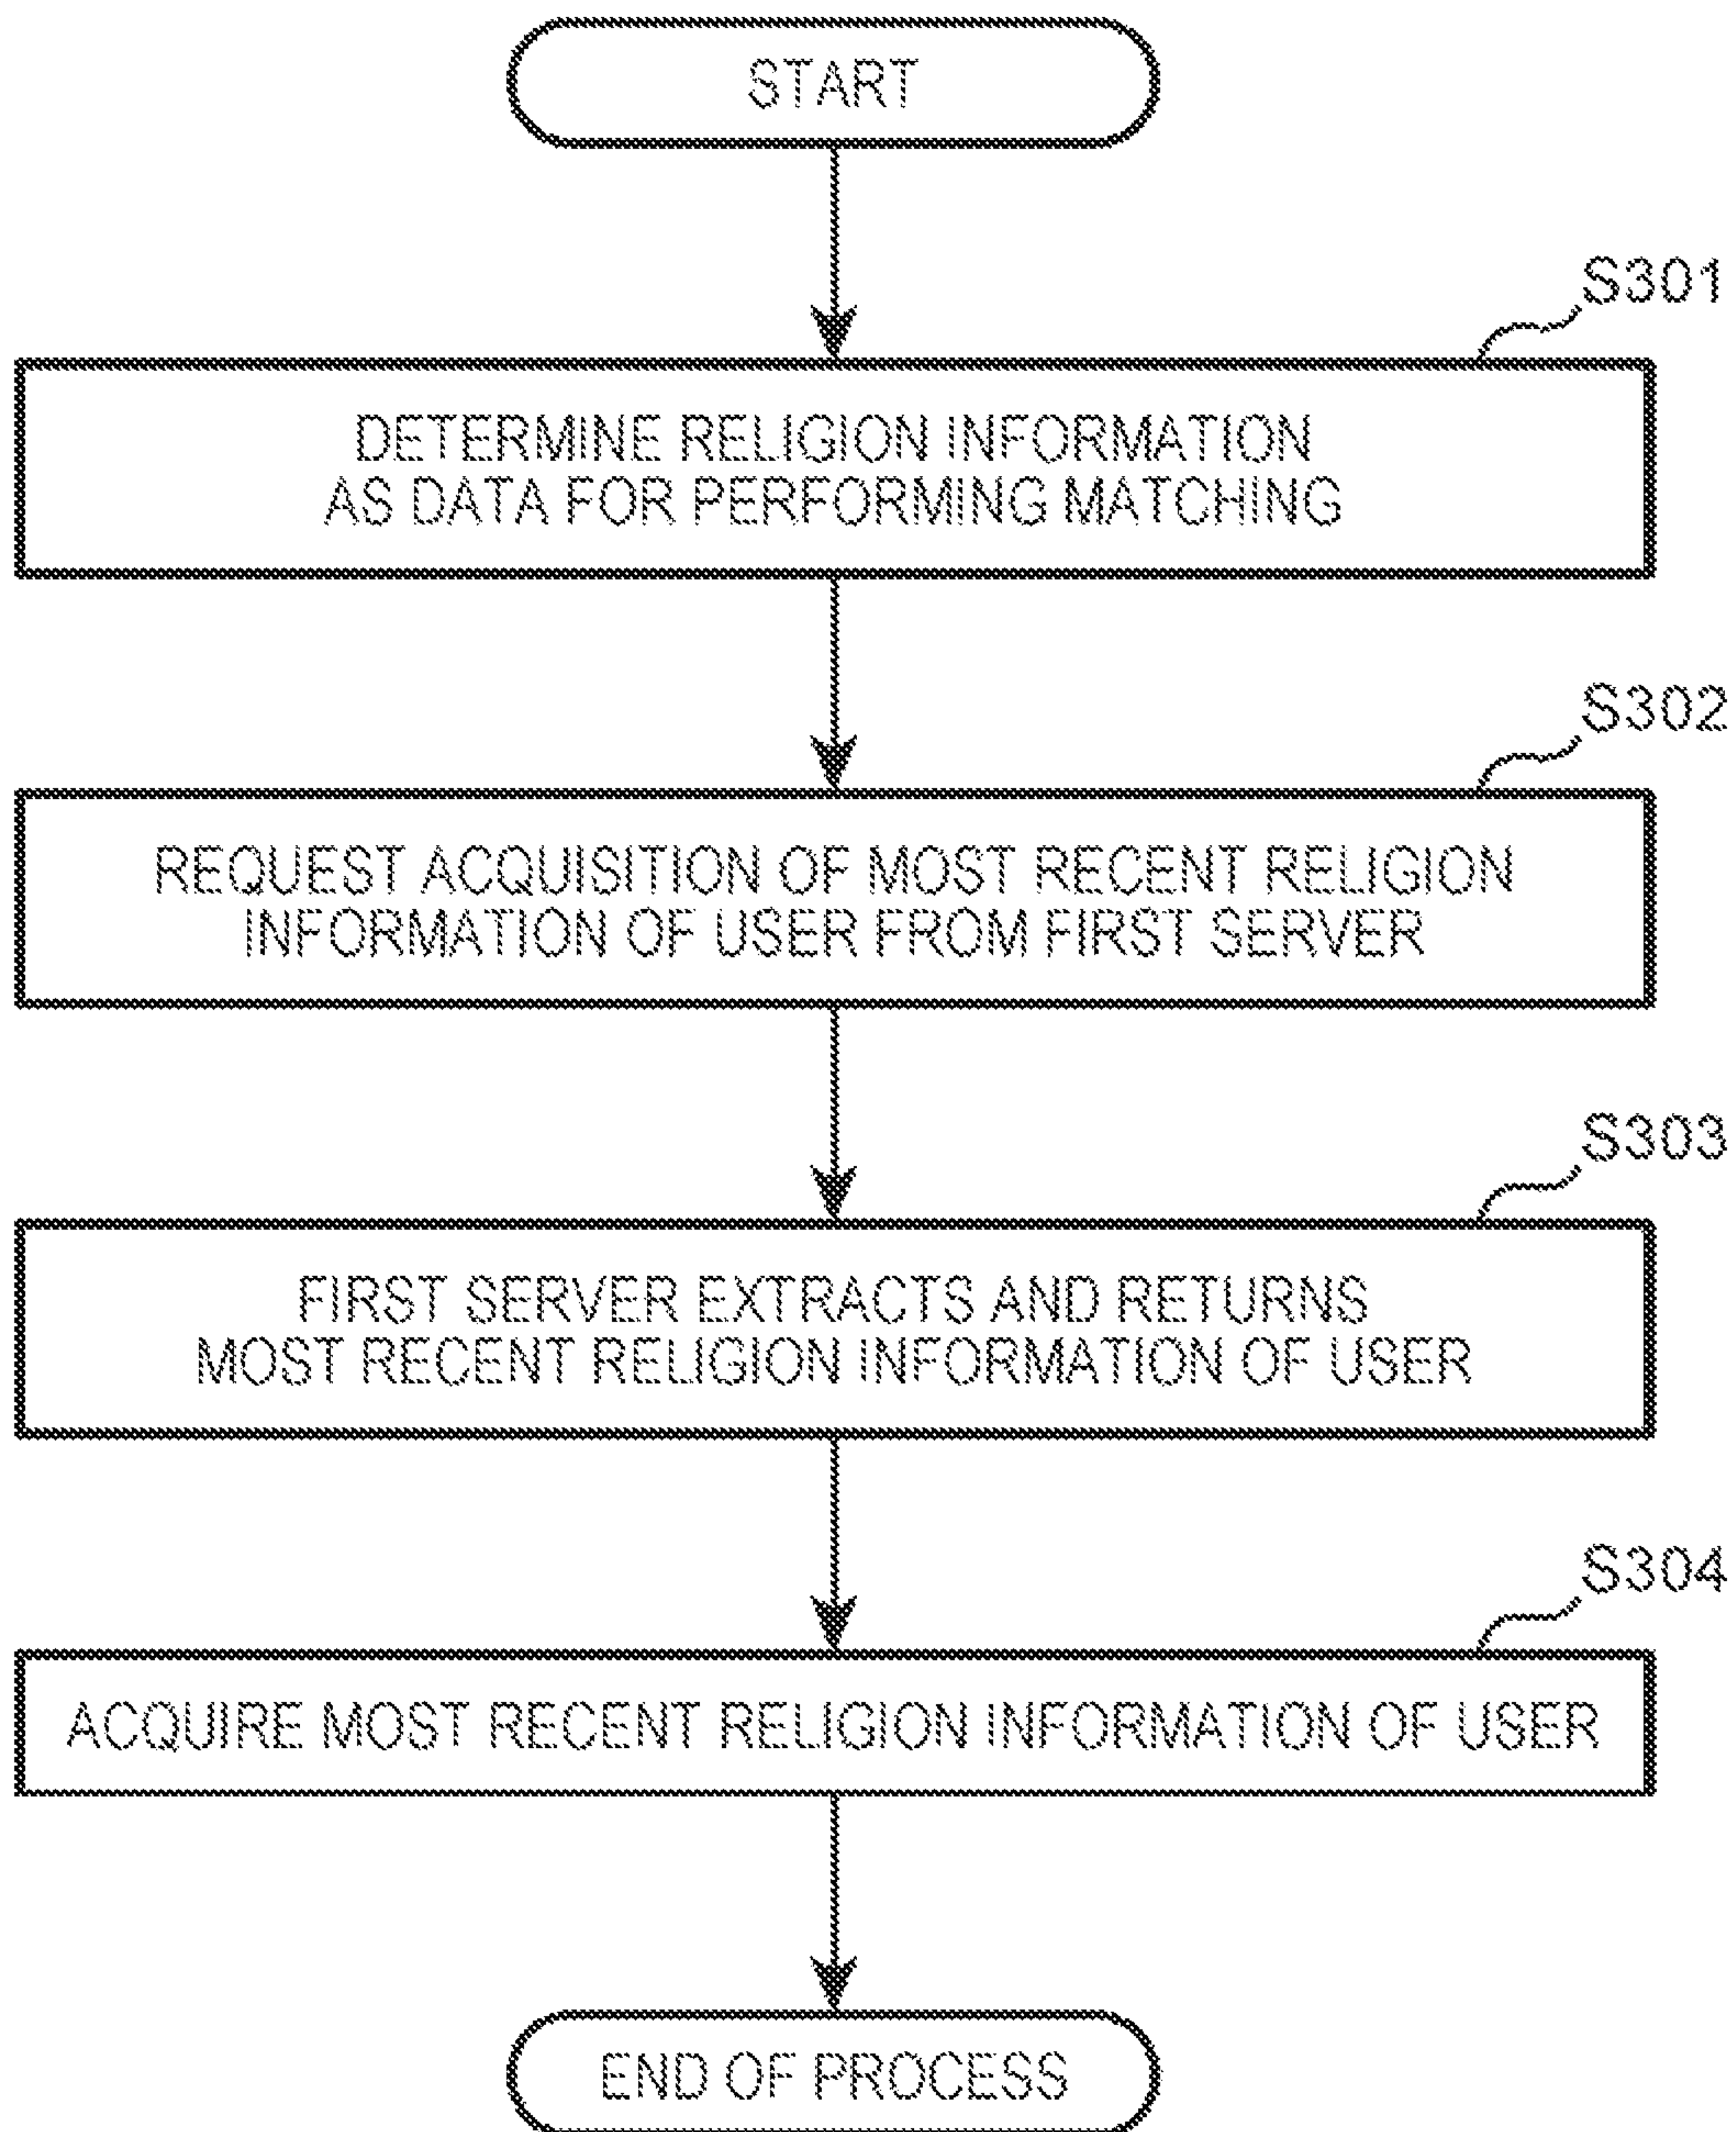 START
S301
DETERMINE RELIGION INFORMATION
AS DATA FOR PERFORMING MATCHING
S302
REQUEST ACQUISITION OF MOST RECENT RELIGION
INFORMATION OF USER FROM FIRST SERVER
S303
FIRST SERVER EXTRACTS AND RETURNS
MOST RECENT RELIGION INFORMATION OF USER
S304
ACQUIRE MOST RECENT RELIGION INFORMATION OF USER
END OF PROCESS